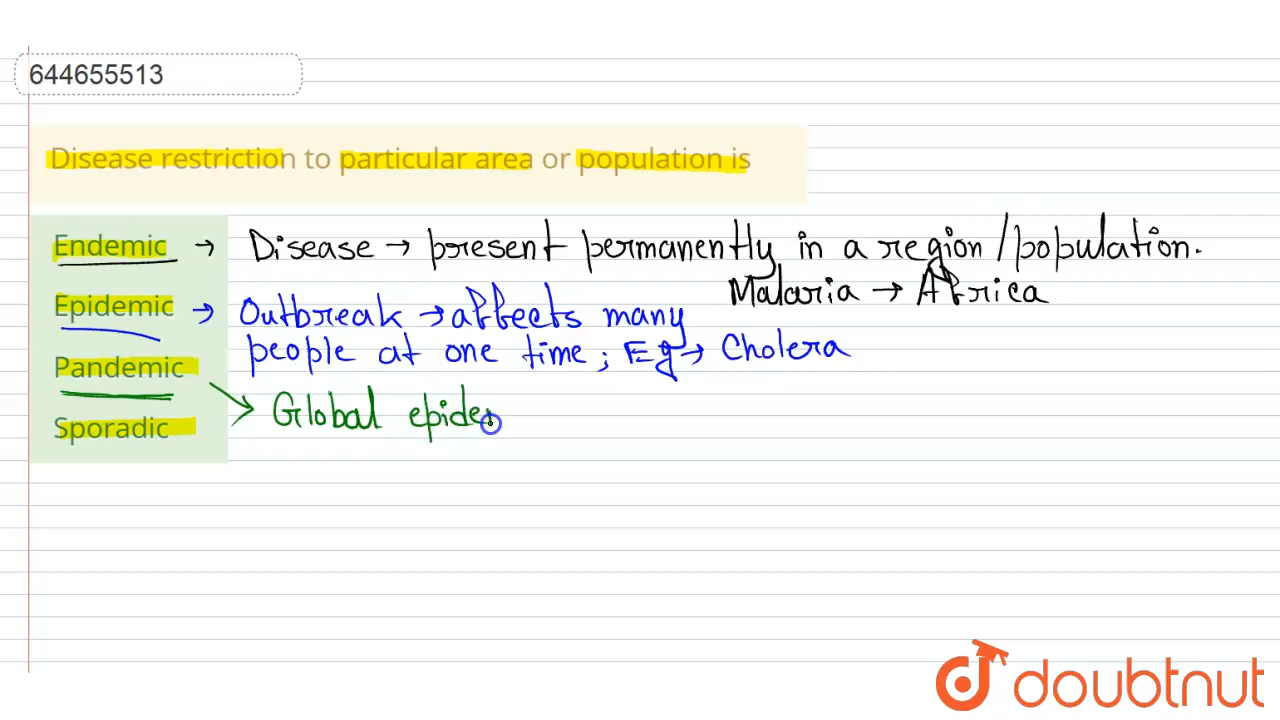 644655513
Disease restriction to particular area or population is
Endemic → Disease → present permanently in a region / population.
Malaria → Africa
Epidemic → Outbreak → affects many
people at one time ; Eg → Cholera
Pandemic
Global epide
Sporadic
doubtnut